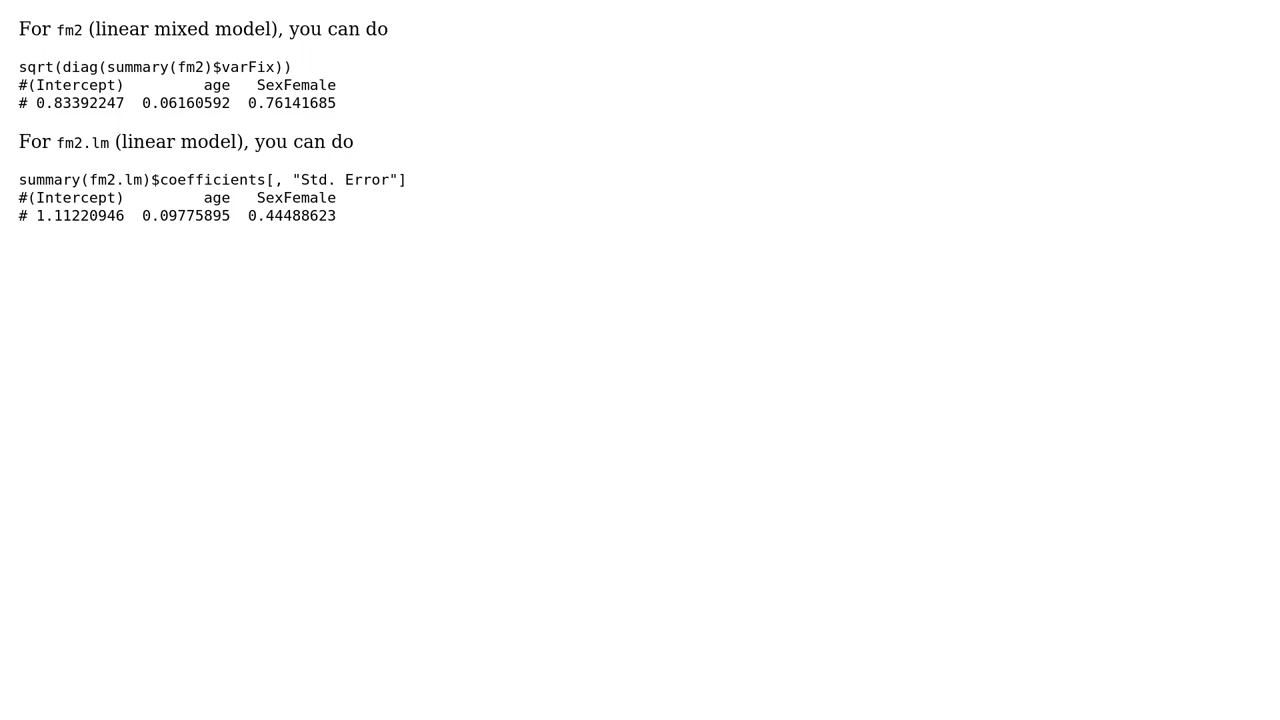 For fm2 (linear mixed model), you can do
sqrt(diag(summary(fm2)$varFix))
#(Intercept)         age   SexFemale
# 0.83392247  0.06160592  0.76141685
For fm2.lm (linear model), you can do
summary(fm2.lm)$coefficients[, "Std. Error"]
#(Intercept)         age   SexFemale
# 1.11220946  0.09775895  0.44488623